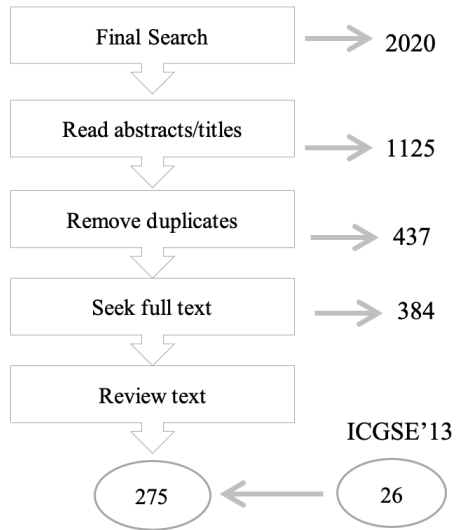 Final Search
2020
Read abstracts/titles
1125
Remove duplicates
437
Seek full text
384
Review text
ICGSE’13
275
26